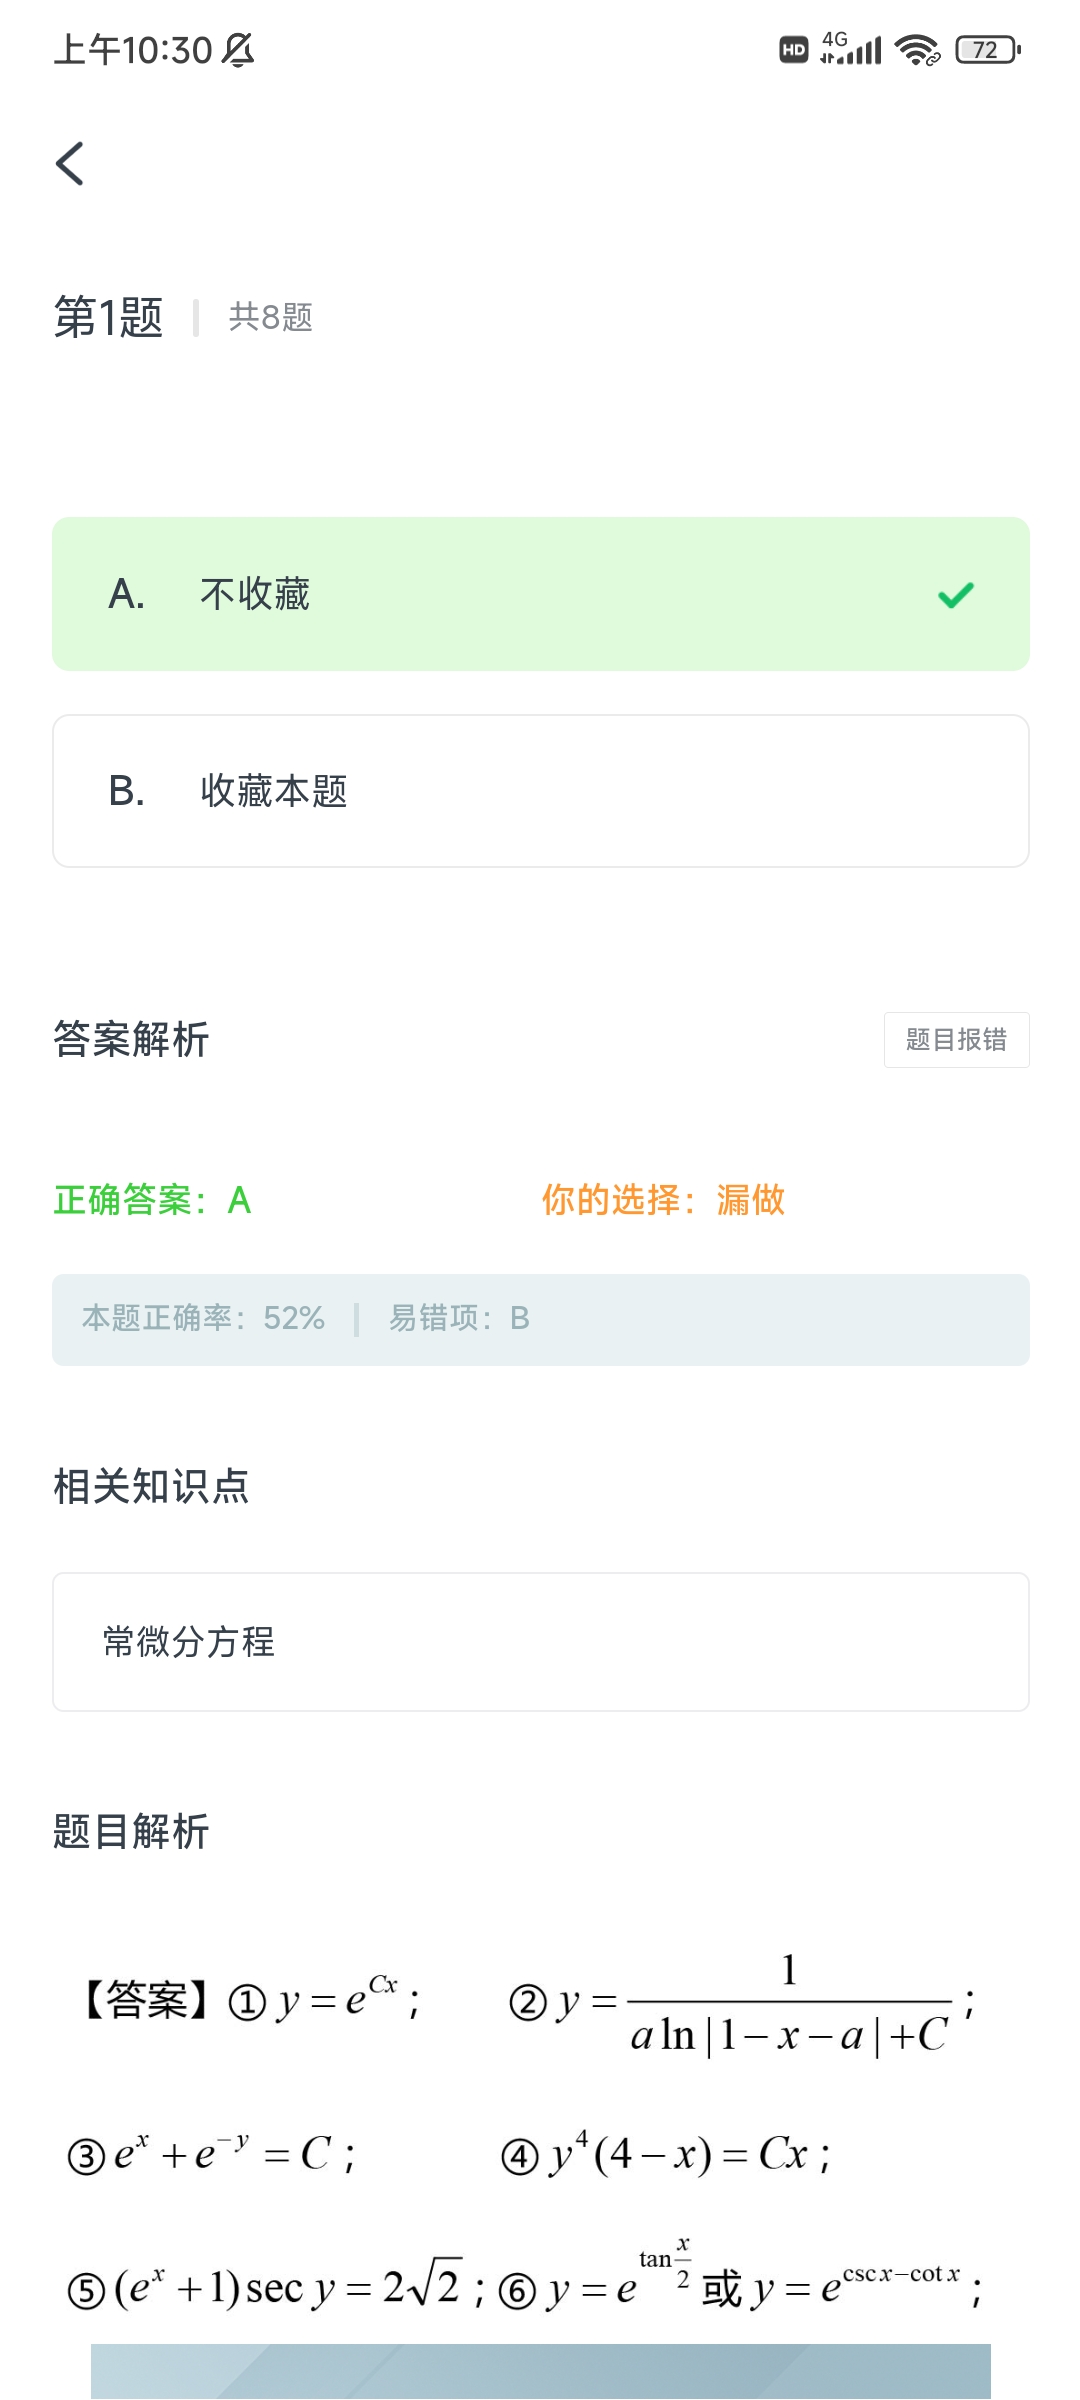 上午10:30
HD 4G 72
第1题 共8题
A. 不收藏
B. 收藏本题
答案解析 题目报错
正确答案：A 你的选择：漏做
本题正确率：52% 易错项：B
相关知识点
常微分方程
题目解析
【答案】① y = e^{Cx}； ② y = \frac{1}{a ln|1-x-a|+C}；
③ e^x + e^{-y} = C； ④ y^4(4-x) = Cx；
⑤ (e^x+1)sec y = 2√2；⑥ y = e^{tan\frac{x}{2}} 或 y = e^{csc x-cot x}；